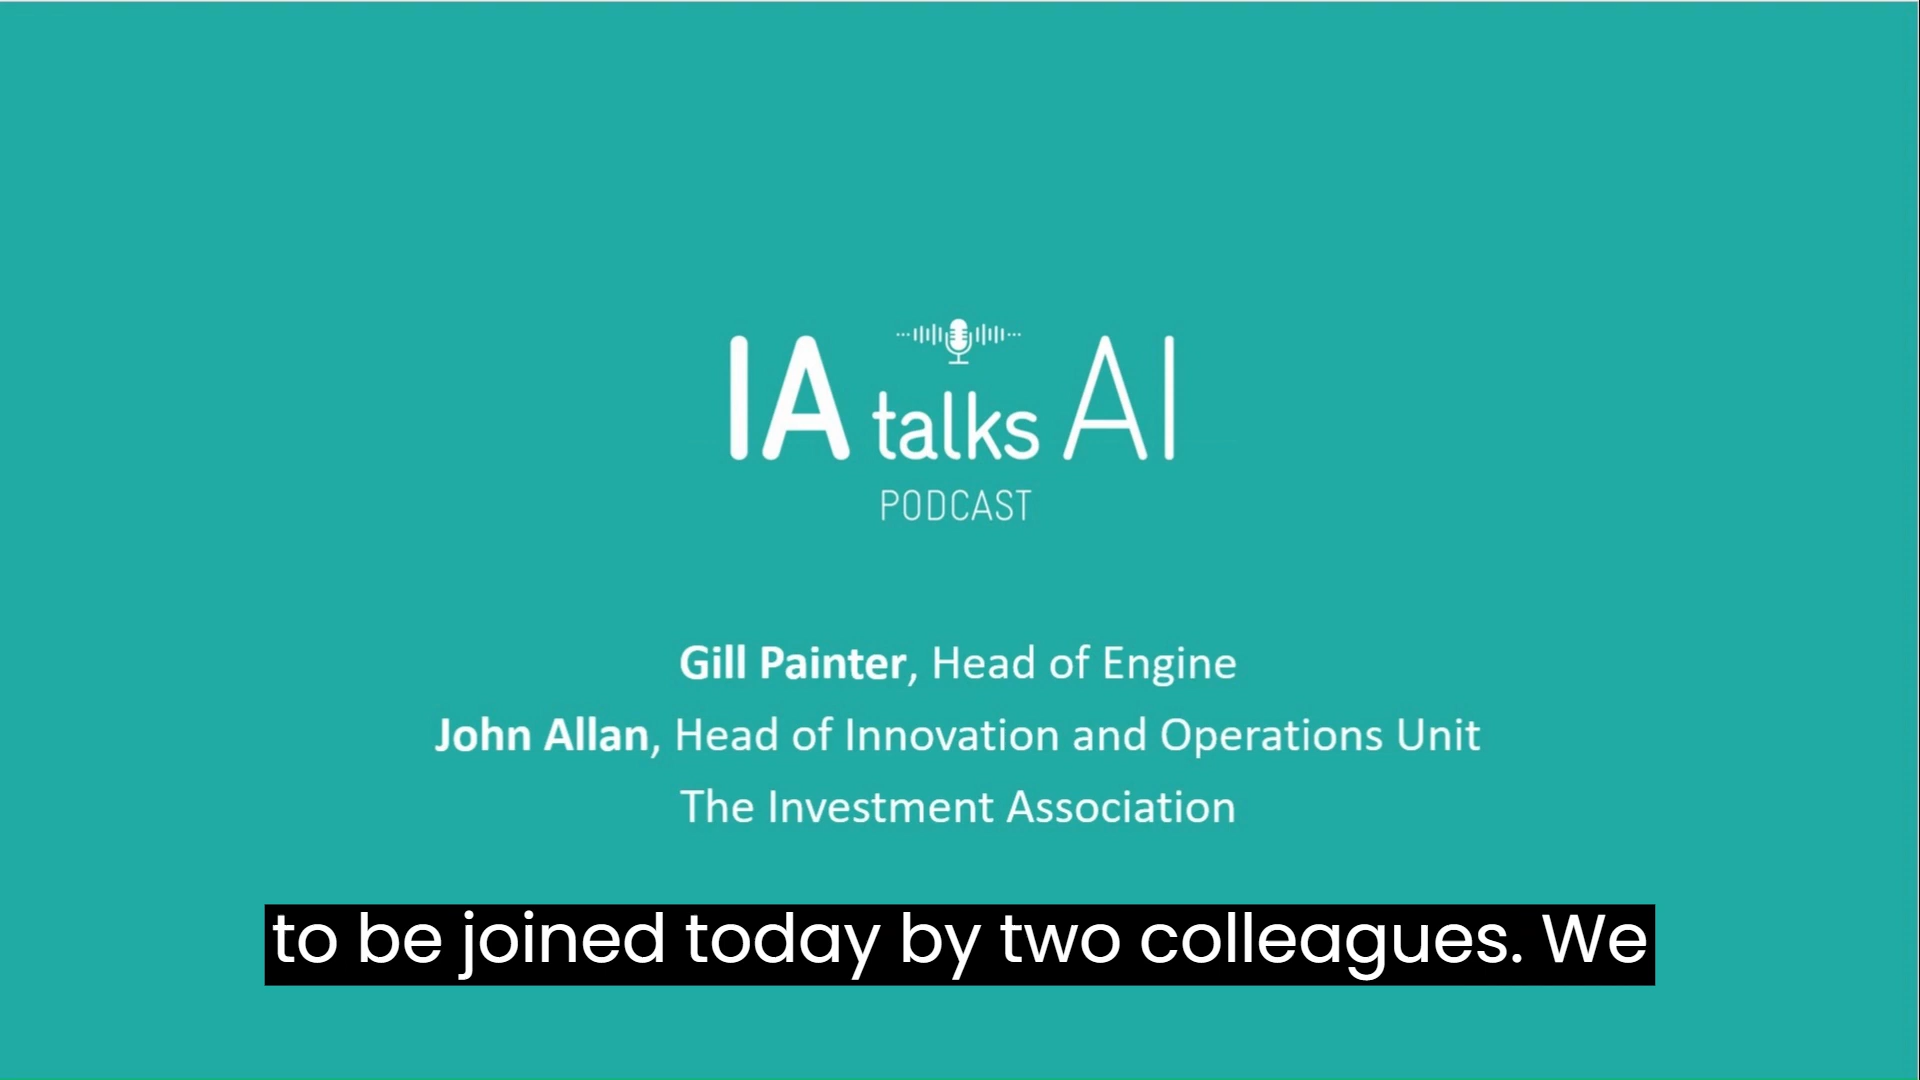 IA talks AI
PODCAST
Gill Painter, Head of Engine
John Allan, Head of Innovation and Operations Unit
The Investment Association
to be joined today by two colleagues. We